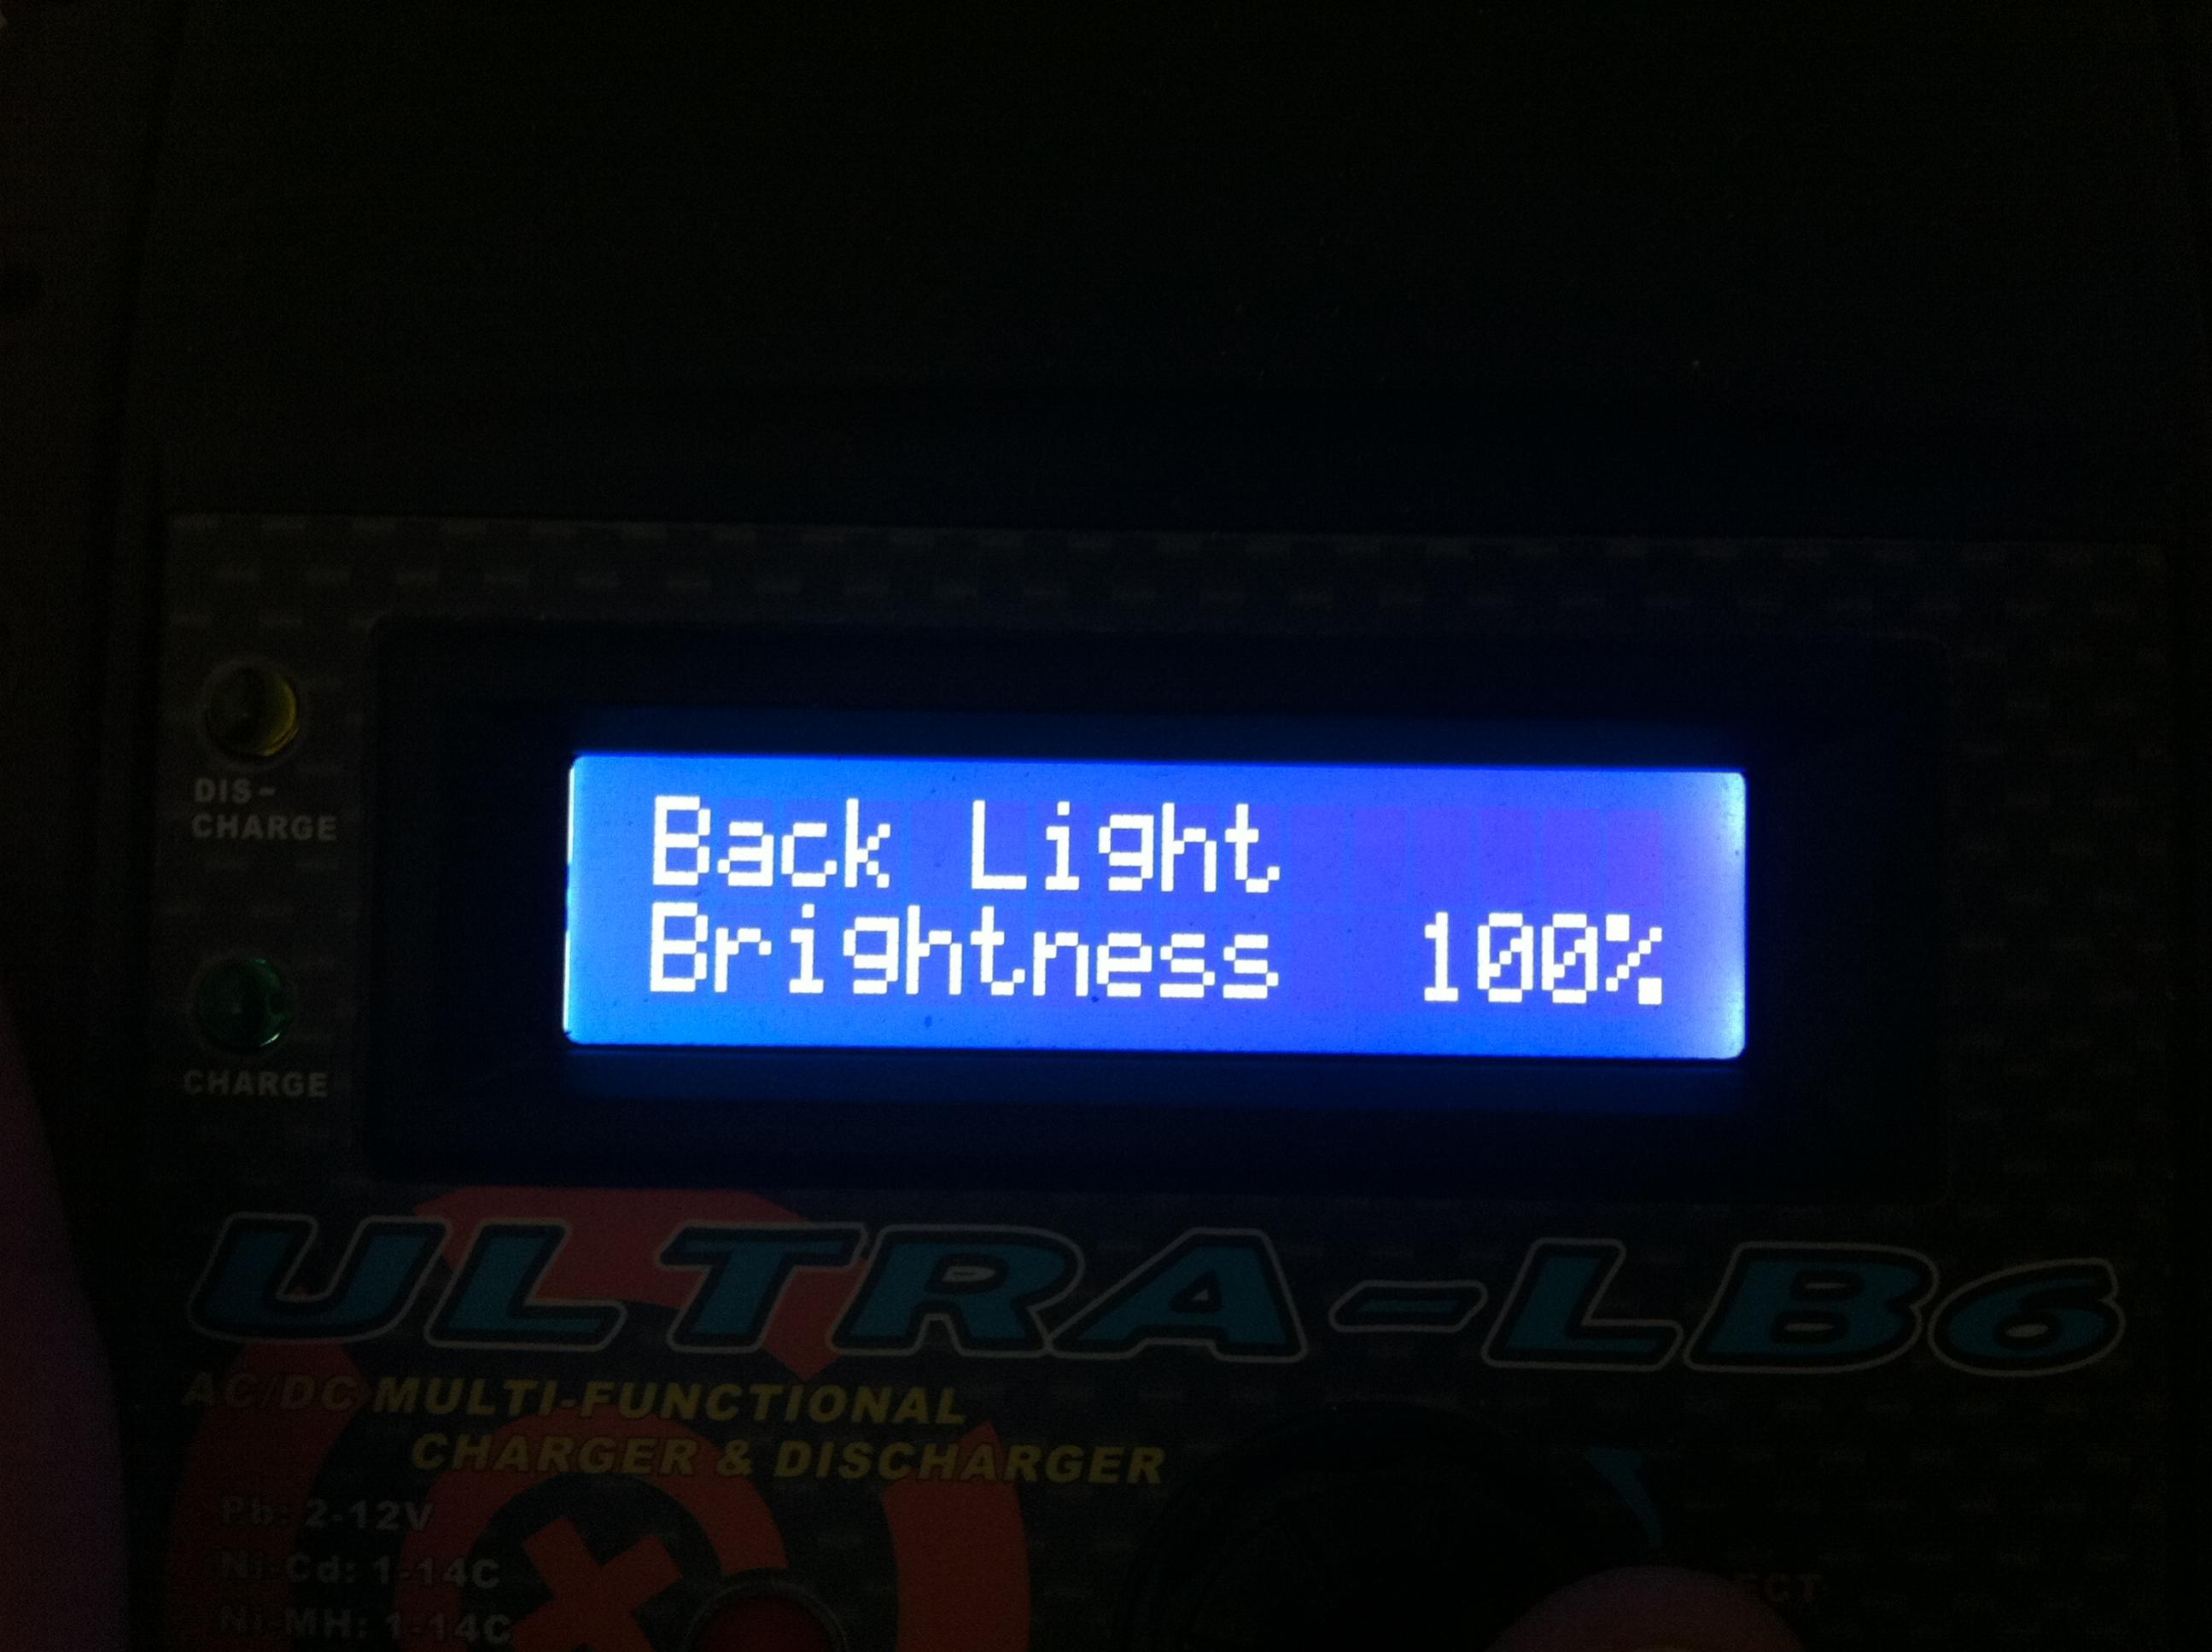 Back Light
Brightness 100%
DIS-
CHARGE
CHARGE
ULTRA-LB6
AC/DC MULTI-FUNCTIONAL
CHARGER & DISCHARGER
Pb: 2-12V
Ni-Cd: 1-14C
Ni-MH: 1-14C